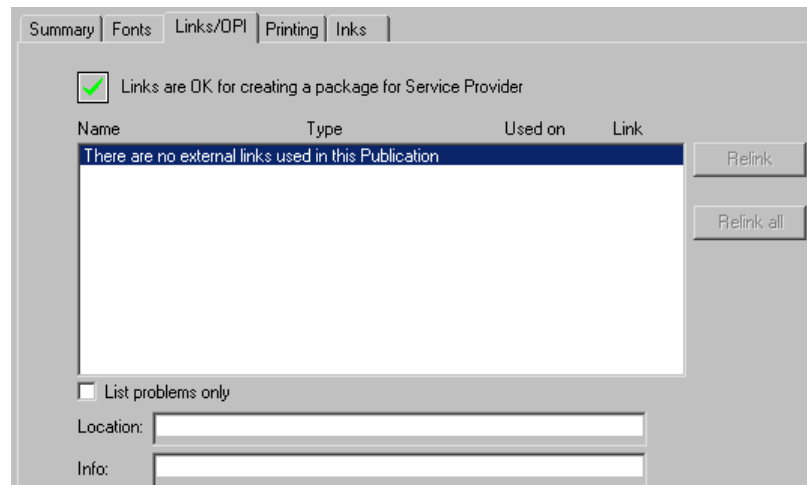 Summary Fonts Links/OPI Printing Inks
Links are OK for creating a package for Service Provider
Name Type Used on Link
There are no external links used in this Publication
Relink
Relink all
List problems only
Location:
Info: